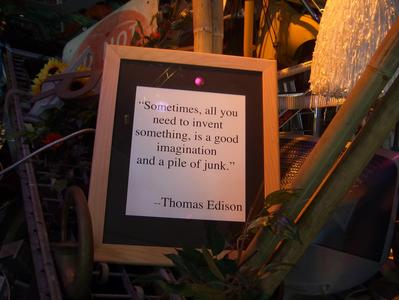 “Sometimes, all you
need to invent
something, is a good
imagination
and a pile of junk.”
--Thomas Edison